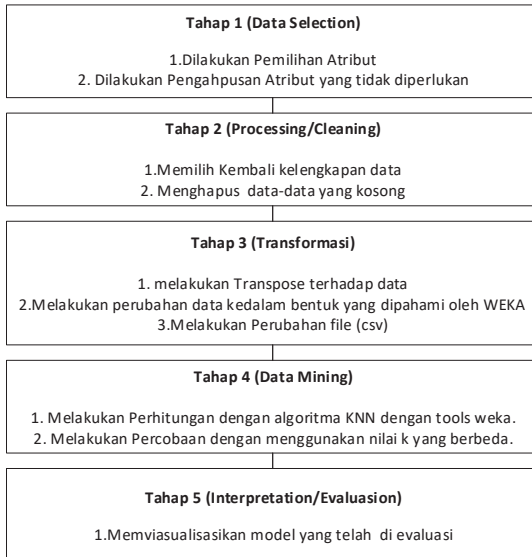 Tahap 1 (Data Selection)
1.Dilakukan Pemilihan Atribut
2. Dilakukan Pengahpusan Atribut yang tidak diperlukan
Tahap 2 (Processing/Cleaning)
1.Memilih Kembali kelengkapan data
2. Menghapus data-data yang kosong
Tahap 3 (Transformasi)
1. melakukan Transpose terhadap data
2.Melakukan perubahan data kedalam bentuk yang dipahami oleh WEKA
3.Melakukan Perubahan file (csv)
Tahap 4 (Data Mining)
1. Melakukan Perhitungan dengan algoritma KNN dengan tools weka.
2. Melakukan Percobaan dengan menggunakan nilai k yang berbeda.
Tahap 5 (Interpretation/Evaluasion)
1.Memviasualisasikan model yang telah di evaluasi